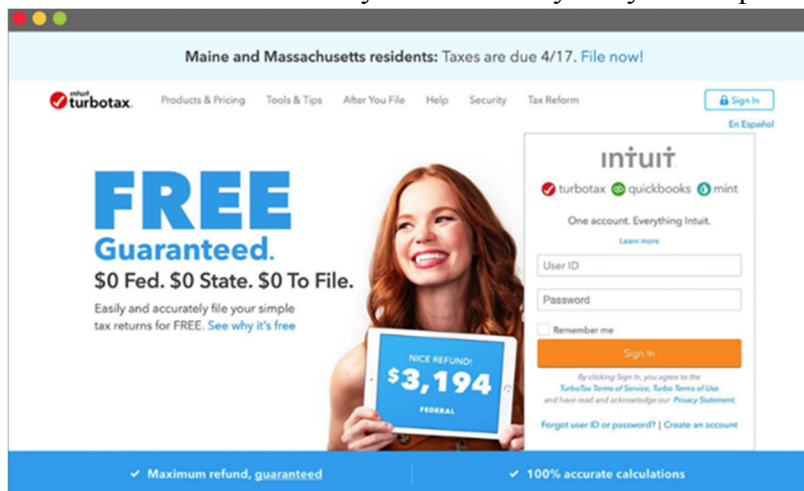 Maine and Massachusetts residents: Taxes are due 4/17. File now!
intuit
turbotax. Products & Pricing Tools & Tips After You File Help Security Tax Reform Sign In
En Español
FREE
Guaranteed.
$0 Fed. $0 State. $0 To File.
Easily and accurately file your simple
tax returns for FREE. See why it's free
NICE REFUND!
$3,194
FEDERAL
intuit
turbotax quickbooks mint
One account. Everything Intuit.
Learn more
User ID
Password
Remember me
Sign In
By clicking Sign In, you agree to the
TurboTax Terms of Service, Turbo Terms of Use
and have read and acknowledge our Privacy Statement.
Forgot user ID or password? | Create an account
Maximum refund, guaranteed
100% accurate calculations